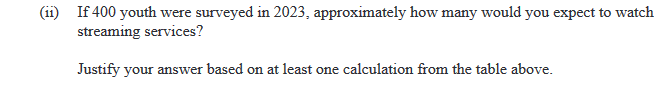 (ii) If 400 youth were surveyed in 2023, approximately how many would you expect to watch
streaming services?
Justify your answer based on at least one calculation from the table above.